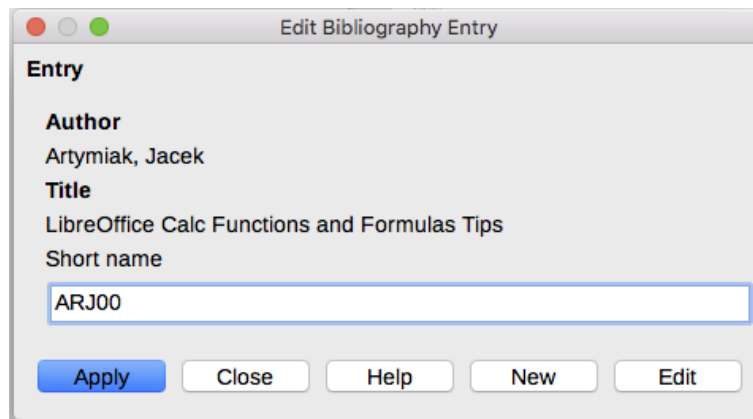 Edit Bibliography Entry
Entry
Author
Artymiak, Jacek
Title
LibreOffice Calc Functions and Formulas Tips
Short name
ARJ00
Apply Close Help New Edit